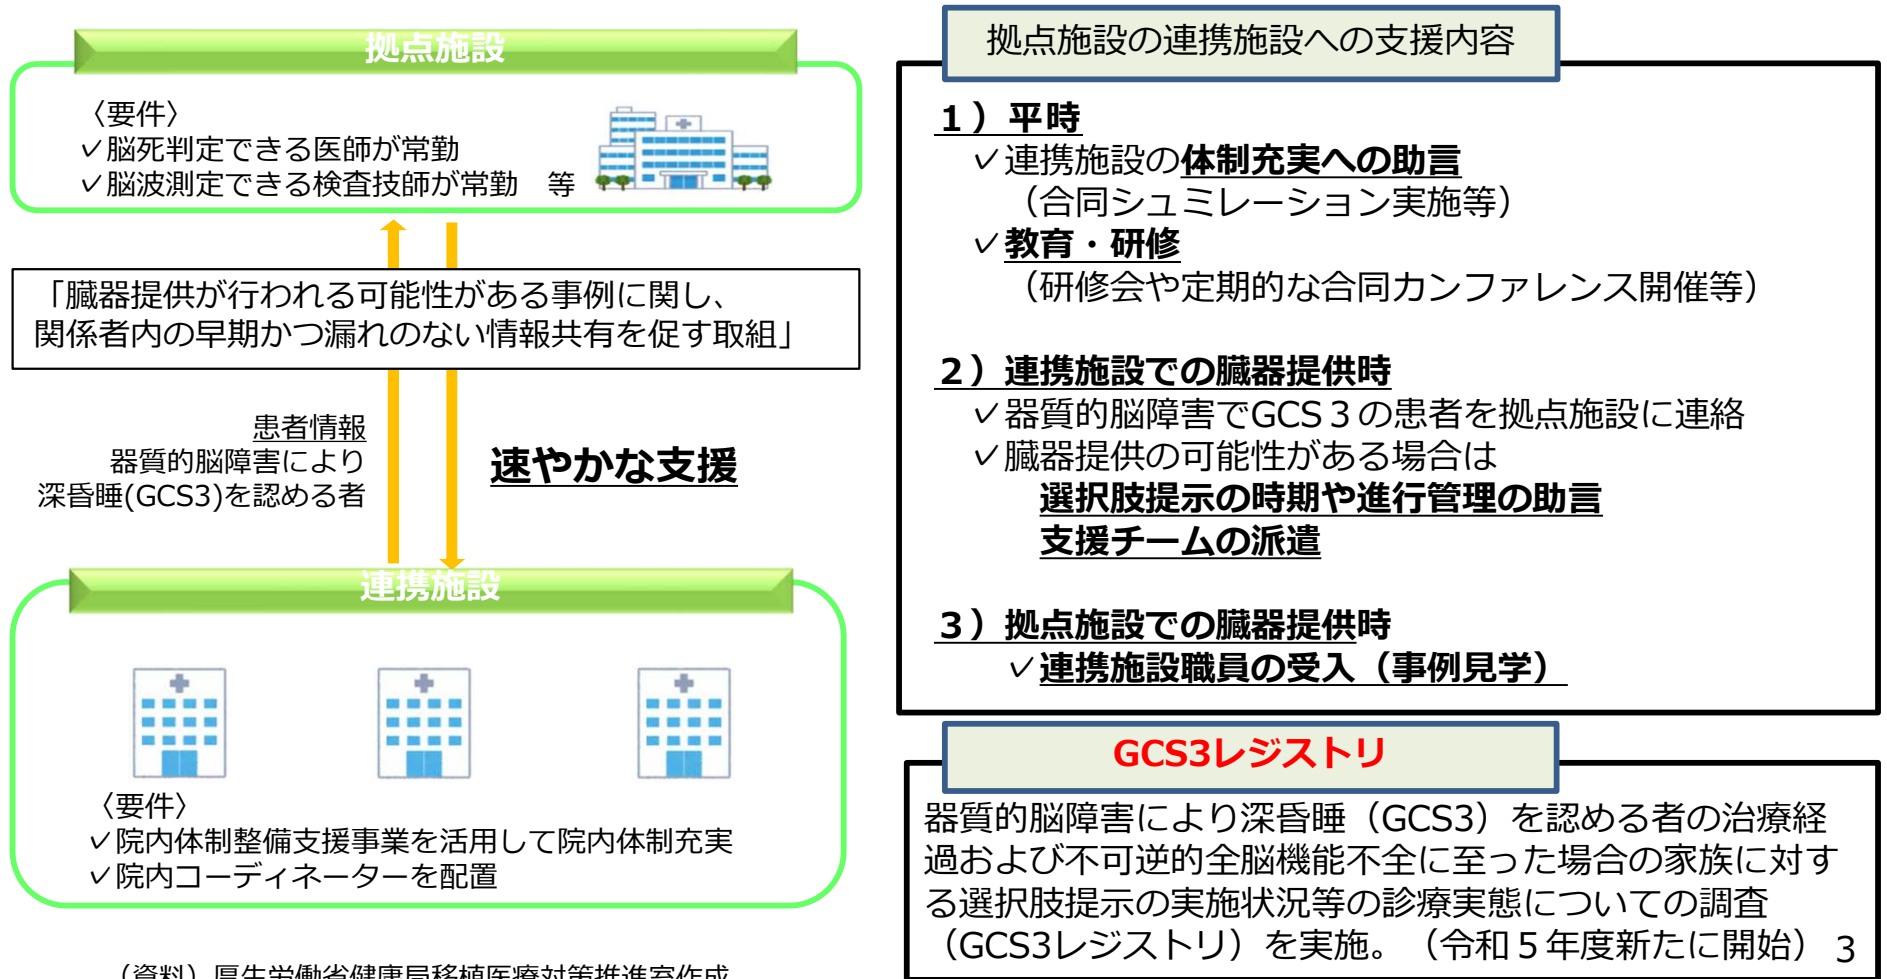 拠点施設
〈要件〉
✓脳死判定できる医師が常勤
✓脳波測定できる検査技師が常勤　等
「臓器提供が行われる可能性がある事例に関し、
関係者内の早期かつ漏れのない情報共有を促す取組」
患者情報
器質的脳障害により
深昏睡(GCS3)を認める者
速やかな支援
連携施設
〈要件〉
✓院内体制整備支援事業を活用して院内体制充実
✓院内コーディネーターを配置
（資料）厚生労働省健康局移植医療対策推進室作成
拠点施設の連携施設への支援内容
１）平時
✓連携施設の体制充実への助言
（合同シュミレーション実施等）
✓教育・研修
（研修会や定期的な合同カンファレンス開催等）
２）連携施設での臓器提供時
✓器質的脳障害でGCS３の患者を拠点施設に連絡
✓臓器提供の可能性がある場合は
選択肢提示の時期や進行管理の助言
支援チームの派遣
３）拠点施設での臓器提供時
✓連携施設職員の受入（事例見学）
GCS3レジストリ
器質的脳障害により深昏睡（GCS3）を認める者の治療経
過および不可逆的全脳機能不全に至った場合の家族に対す
る選択肢提示の実施状況等の診療実態についての調査
（GCS3レジストリ）を実施。（令和５年度新たに開始）
3